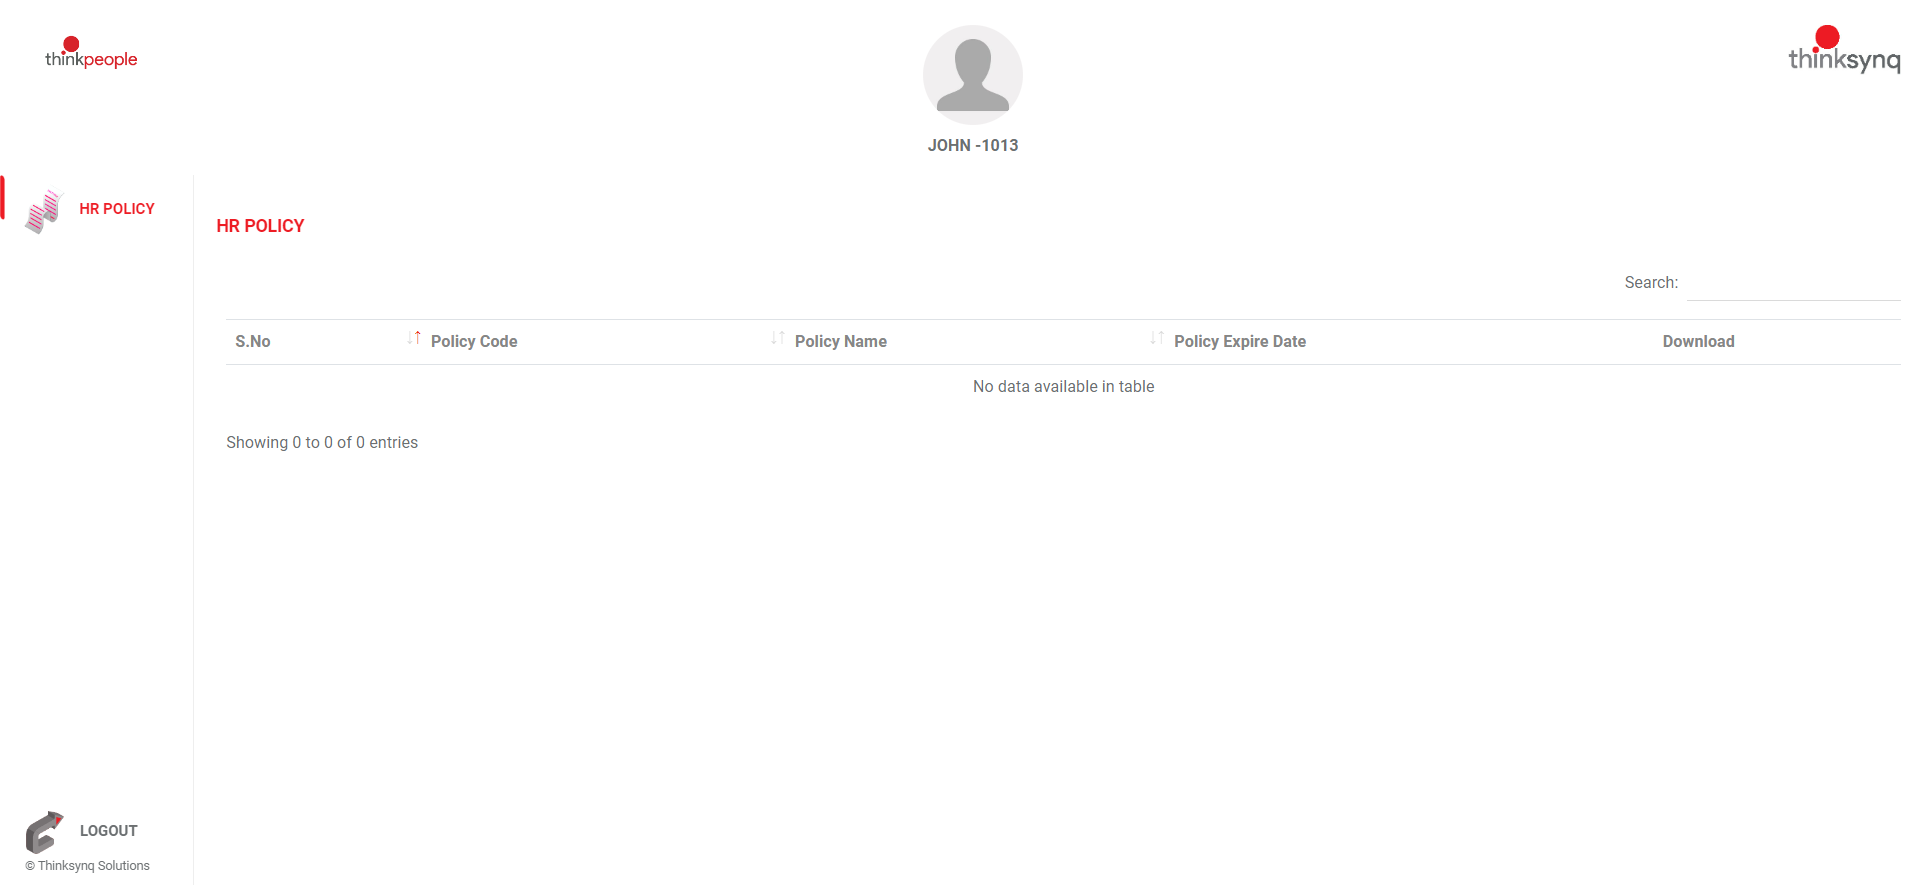 thinkpeople
thinksynq
JOHN -1013
HR POLICY
HR POLICY
Search:
S.No Policy Code Policy Name Policy Expire Date Download
No data available in table
Showing 0 to 0 of 0 entries
LOGOUT
© Thinksynq Solutions